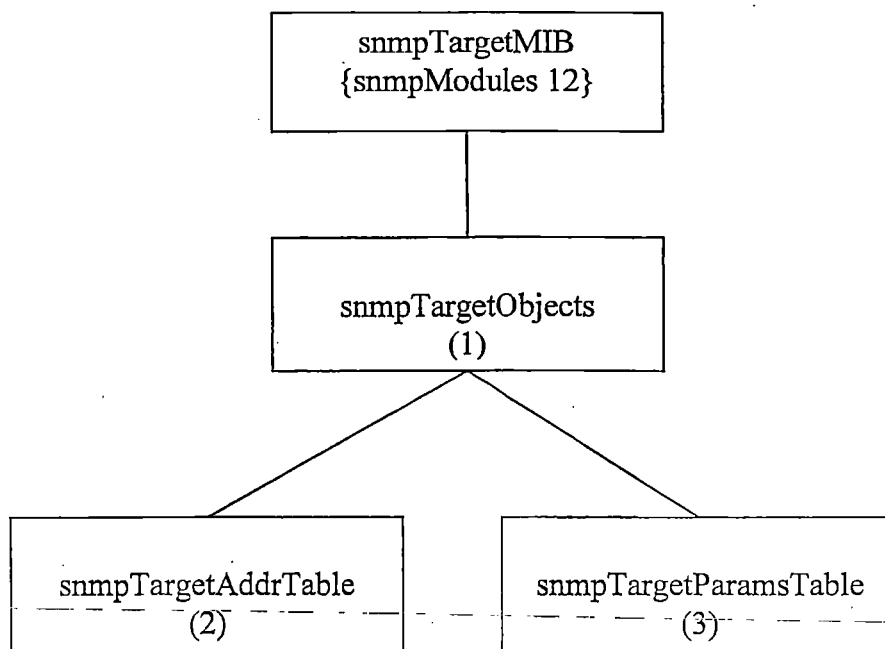 snmpTargetMIB
{snmpModules 12}
snmpTargetObjects
(1)
snmpTargetAddrTable
(2)
snmpTargetParamsTable
(3)